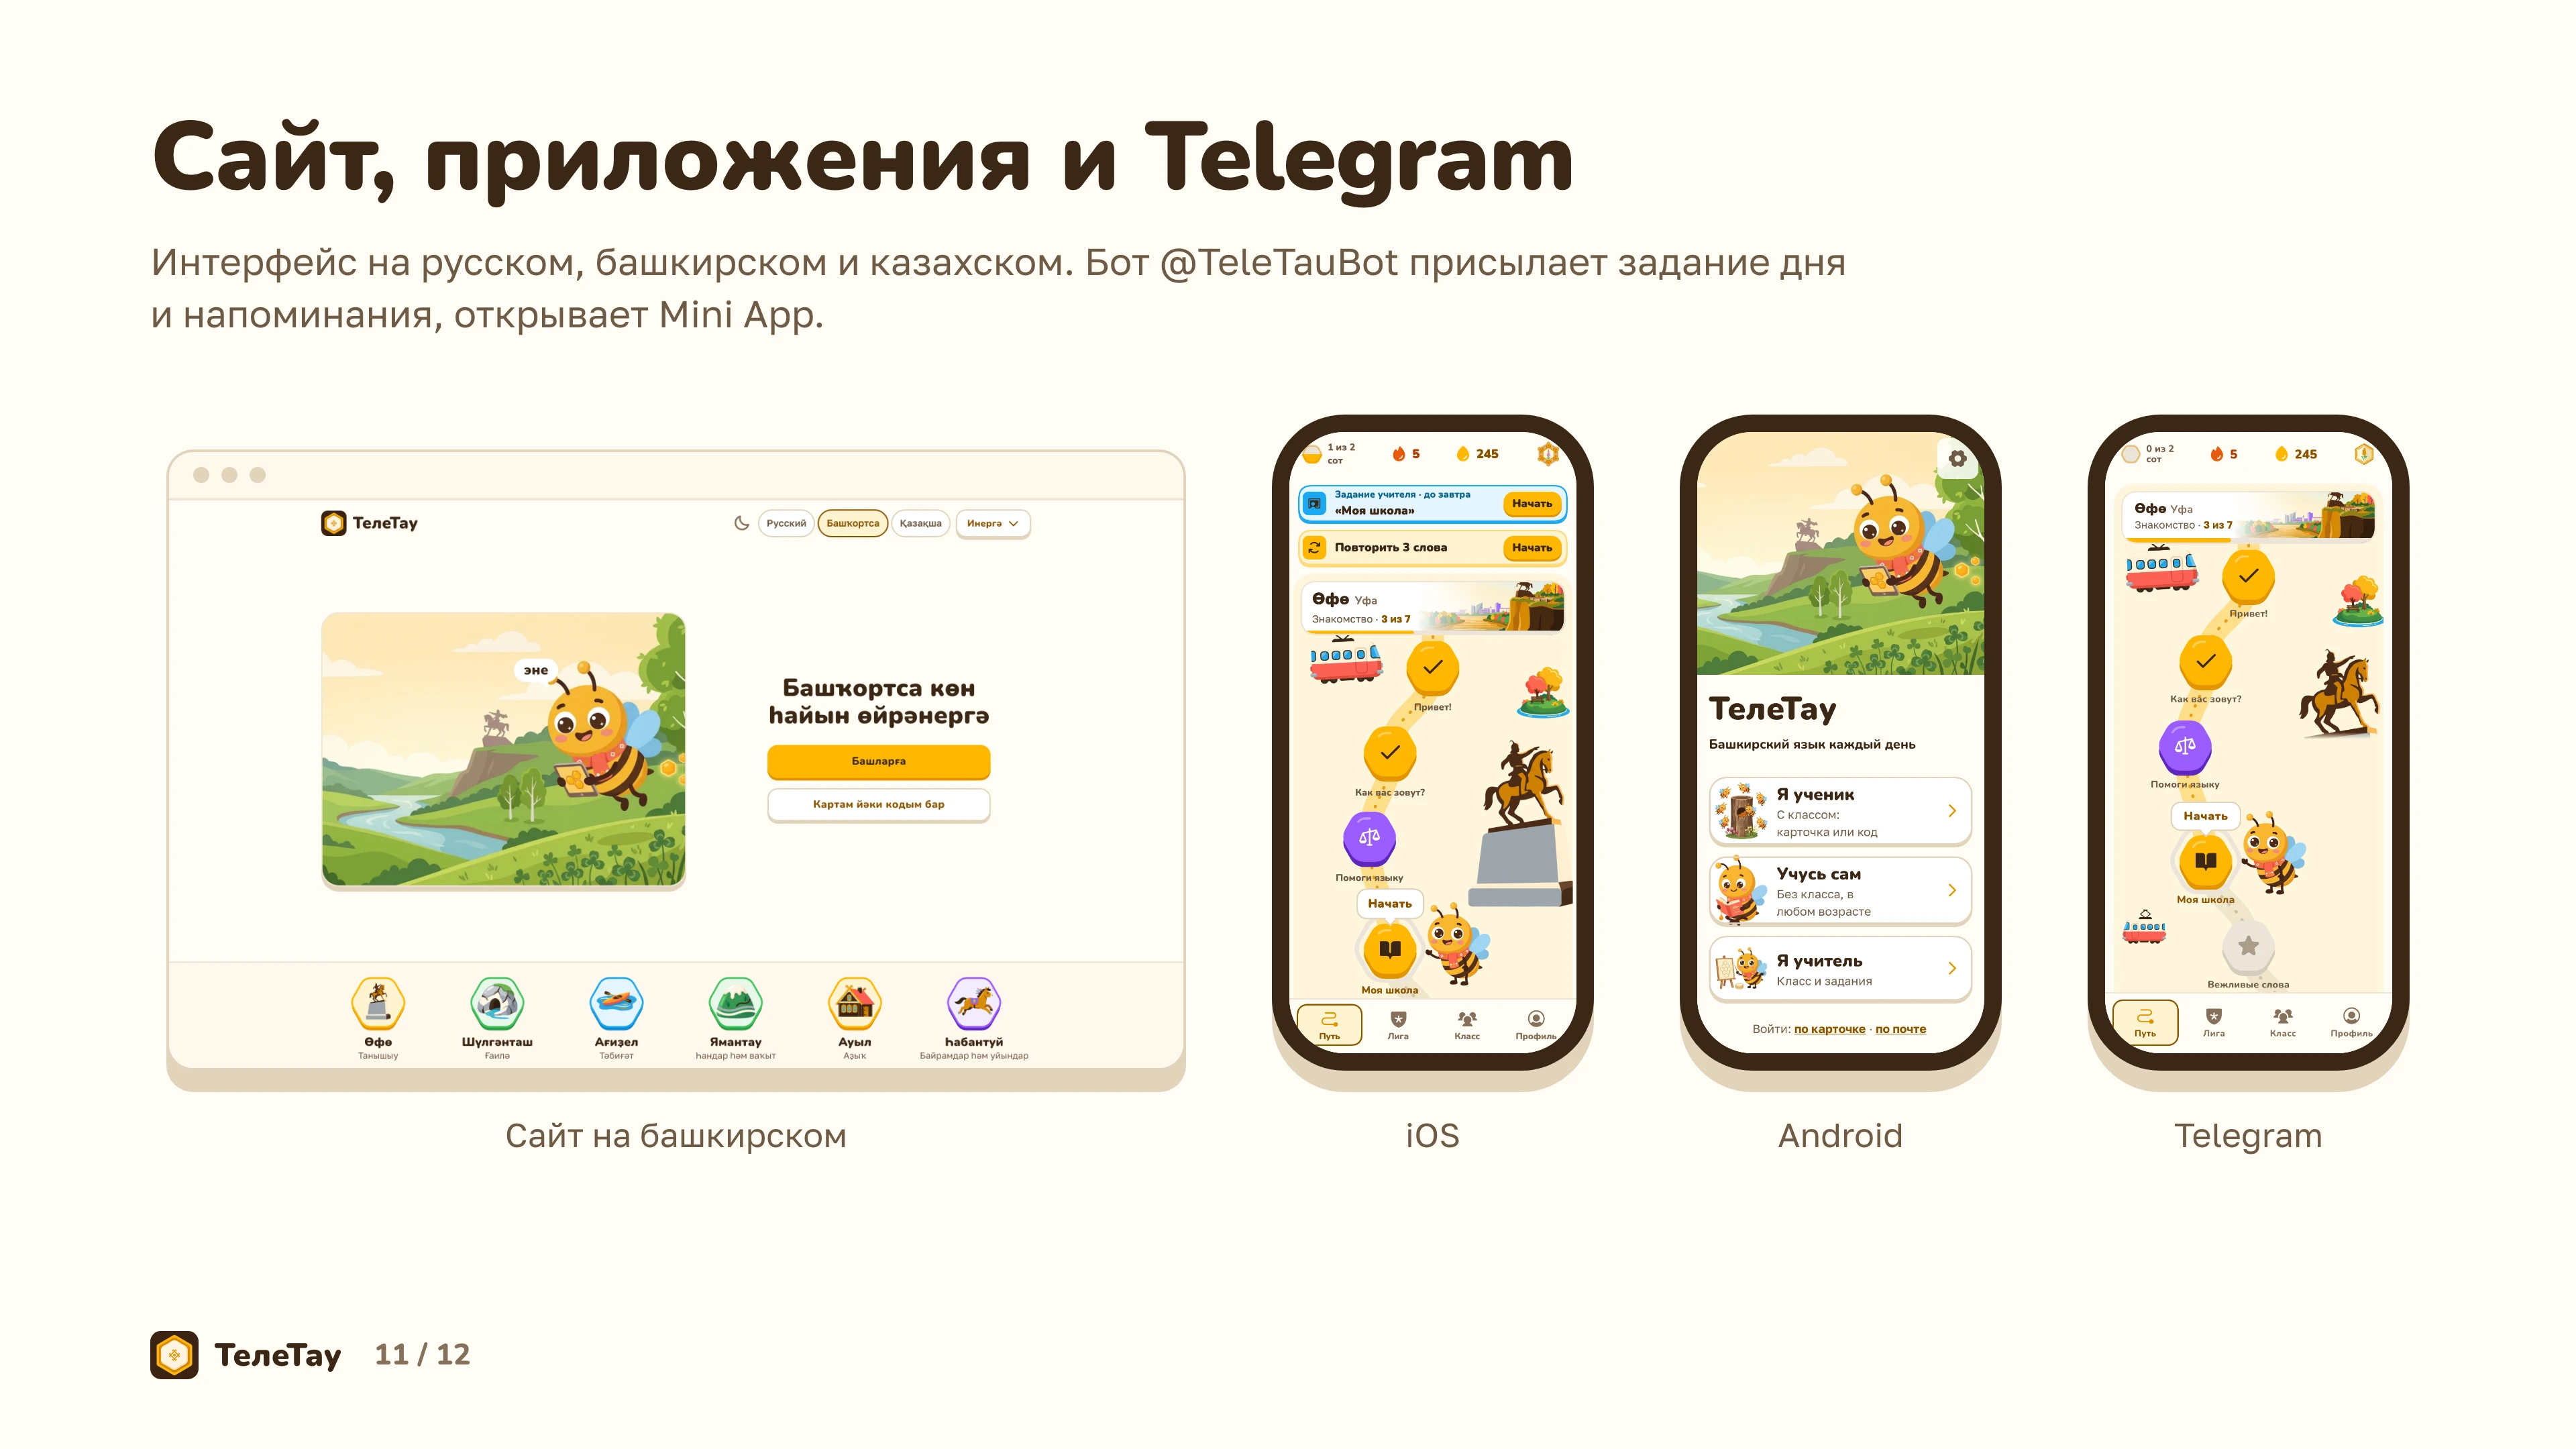 Сайт, приложения и Telegram
Интерфейс на русском, башкирском и казахском. Бот @TeleTauBot присылает задание дня
и напоминания, открывает Mini App.
ТелеТау
Русский
Башҡортса
Қазақша
Инергә
эне
Башҡортса көн
һайын өйрәнергә
Башларға
Картам йәки кодым бар
Өфө
Танышыу
Шүлгәнташ
Ғаилә
Ағиҙел
Тәбиғәт
Ямантау
Һандар һәм ваҡыт
Ауыл
Аҙыҡ
Һабантуй
Байрамдар һәм уйындар
Сайт на башкирском
1 из 2
сот
5
245
Задание учителя · до завтра
«Моя школа»
Начать
Повторить 3 слова
Начать
Өфө Уфа
Знакомство · 3 из 7
Привет!
Как вас зовут?
Помоги языку
Начать
Моя школа
Путь
Лига
Класс
Профиль
iOS
ТелеТау
Башкирский язык каждый день
Я ученик
С классом:
карточка или код
Учусь сам
Без класса, в
любом возрасте
Я учитель
Класс и задания
Войти: по карточке · по почте
Android
0 из 2
сот
5
245
Өфө Уфа
Знакомство · 3 из 7
Привет!
Как вас зовут?
Помоги языку
Начать
Моя школа
Вежливые слова
Путь
Лига
Класс
Профиль
Telegram
ТелеТау
11 / 12